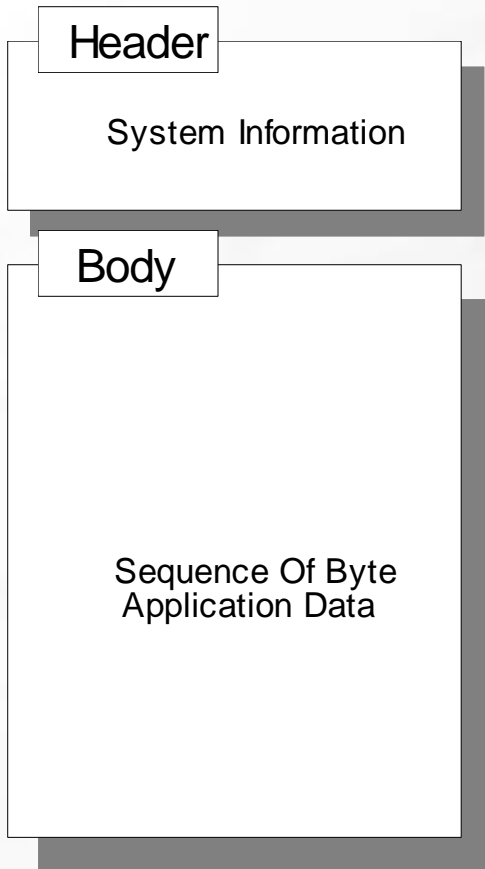 Header
System Information
Body
Sequence Of Byte
Application Data